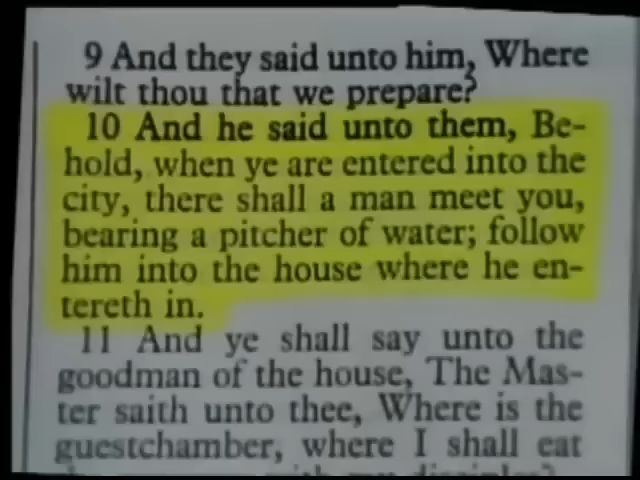 9 And they said unto him, Where
wilt thou that we prepare?
10 And he said unto them, Be-
hold, when ye are entered into the
city, there shall a man meet you,
bearing a pitcher of water; follow
him into the house where he en-
tereth in.
11 And ye shall say unto the
goodman of the house, The Mas-
ter saith unto thee, Where is the
guestchamber, where I shall eat